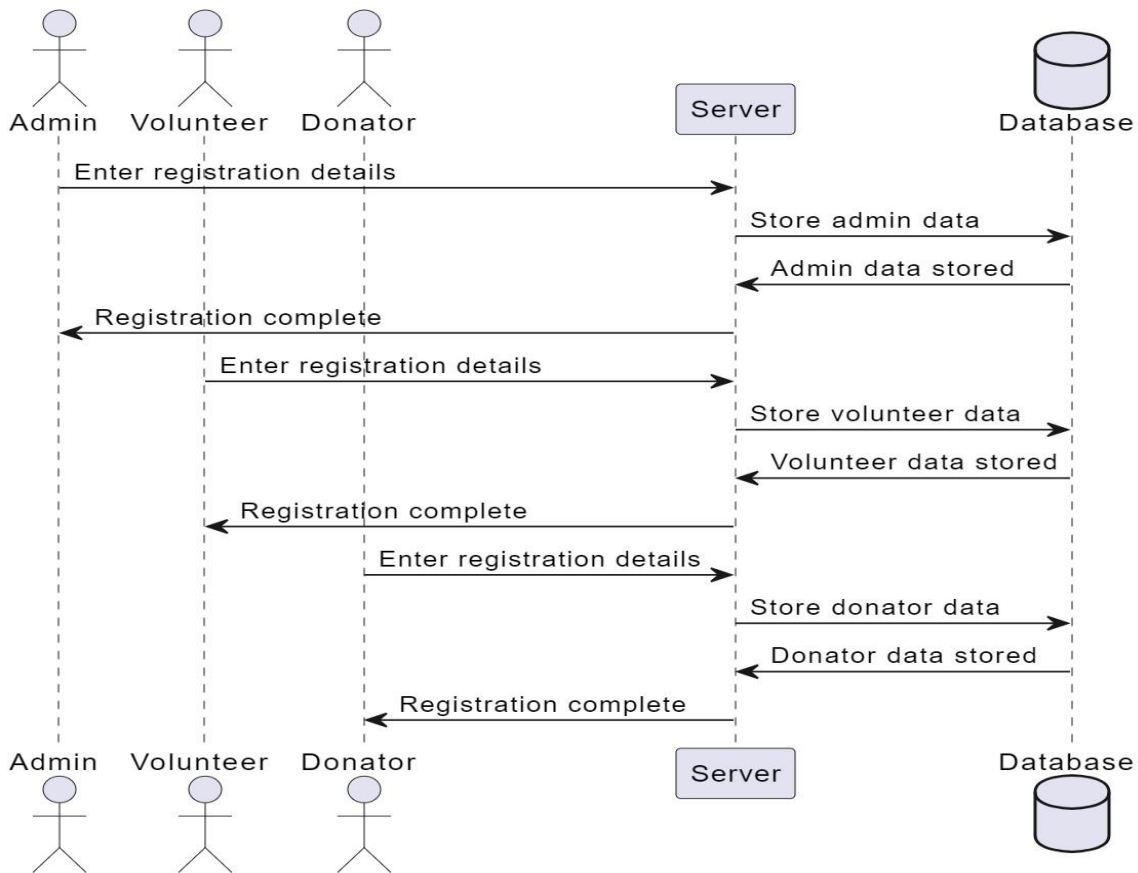 Admin Volunteer Donator Server Database
Enter registration details
Store admin data
Admin data stored
Registration complete
Enter registration details
Store volunteer data
Volunteer data stored
Registration complete
Enter registration details
Store donator data
Donator data stored
Registration complete
Admin Volunteer Donator Server Database